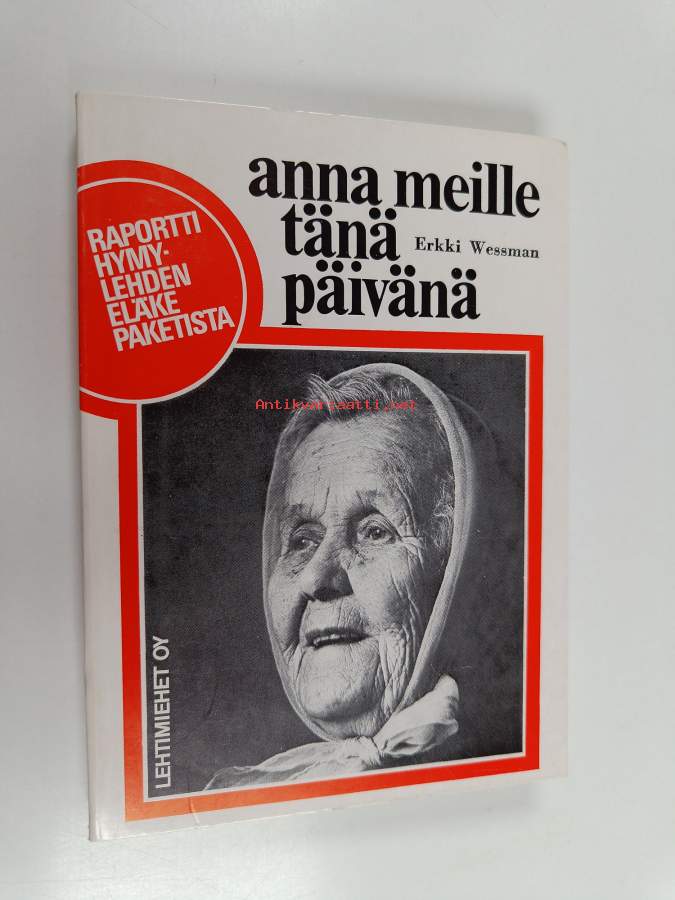 anna meille
tänä
päivänä
Erkki Wessman
RAPORTTI
HYMY-
LEHDEN
ELÄKE
PAKETISTA
Antikvariaatti.net
LEHTIMIEHET OY